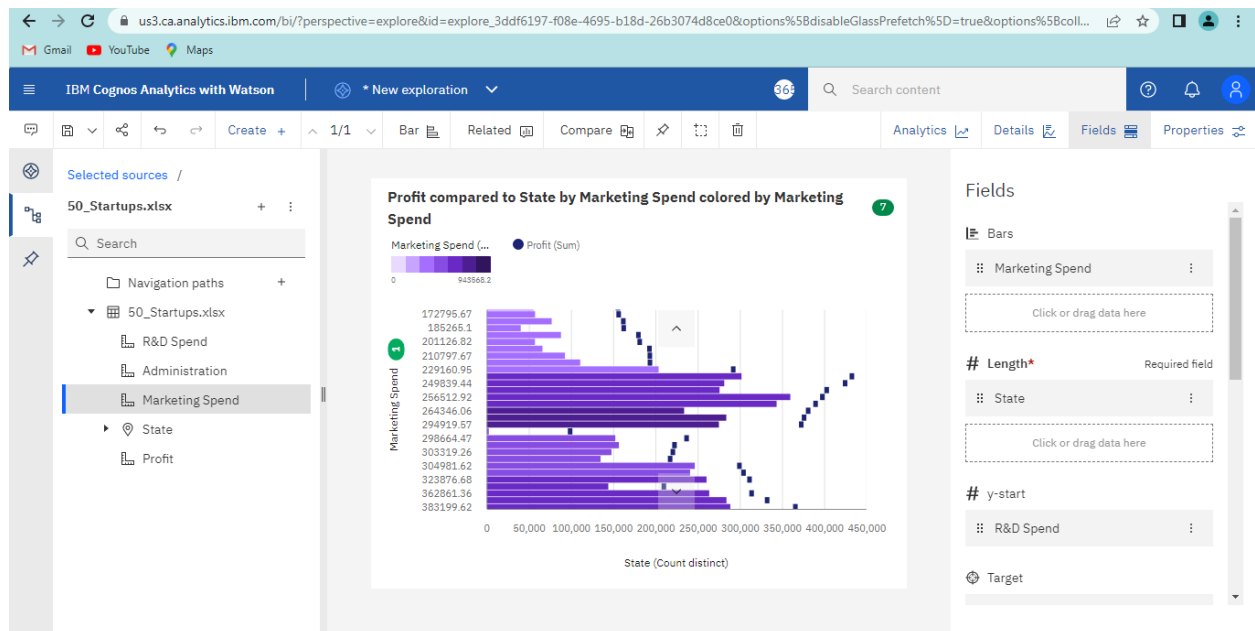 us3.ca.analytics.ibm.com/bi/?perspective=explore&id=explore_3ddf6197-f08e-4695-b18d-26b3074d8ce0&options%5BdisableGlassPrefetch%5D=true&options%5Bcoll...
Gmail YouTube Maps
IBM Cognos Analytics with Watson * New exploration 365 Search content
Create + 1/1 Bar Related Compare Analytics Details Fields Properties
Selected sources /
50_Startups.xlsx
Search
Navigation paths
50_Startups.xlsx
R&D Spend
Administration
Marketing Spend
State
Profit
Profit compared to State by Marketing Spend colored by Marketing
Spend
7
Marketing Spend (... Profit (Sum)
0 943568.2
1
Marketing Spend
172795.67
185265.1
201126.82
210797.67
229160.95
249839.44
256512.92
264346.06
294919.57
298664.47
303319.26
304981.62
323876.68
362861.36
383199.62
0 50,000 100,000 150,000 200,000 250,000 300,000 350,000 400,000 450,000
State (Count distinct)
Fields
Bars
Marketing Spend
Click or drag data here
# Length* Required field
State
Click or drag data here
# y-start
R&D Spend
Target